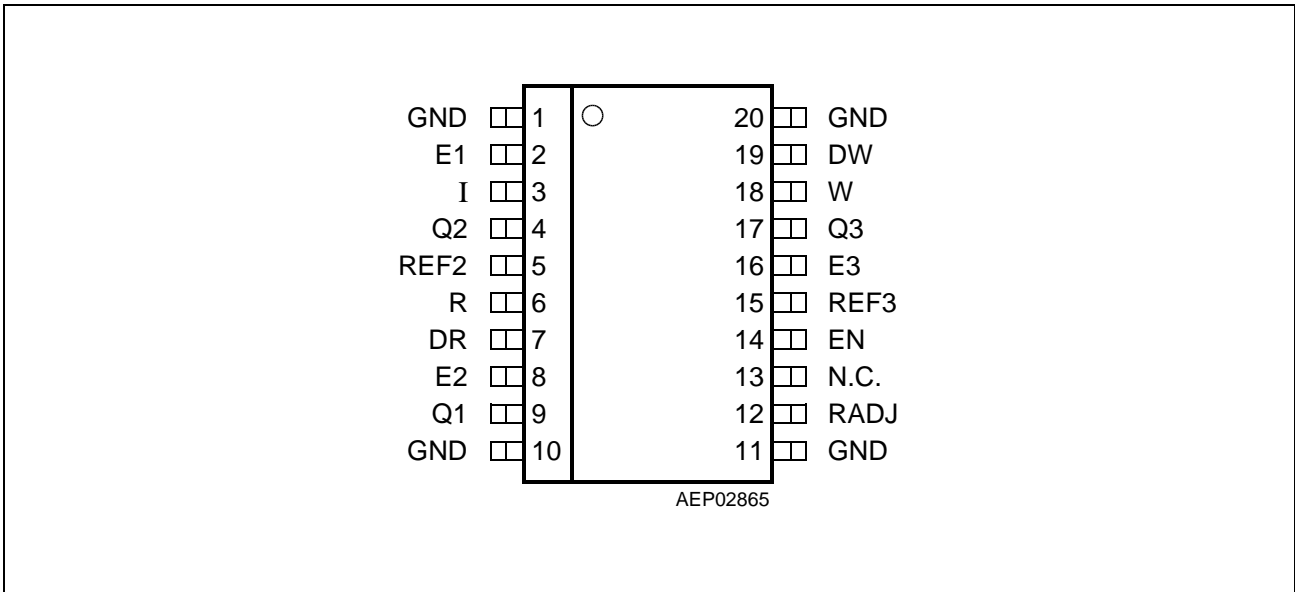 GND 1 20 GND
E1 2 19 DW
I 3 18 W
Q2 4 17 Q3
REF2 5 16 E3
R 6 15 REF3
DR 7 14 EN
E2 8 13 N.C.
Q1 9 12 RADJ
GND 10 11 GND
AEP02865